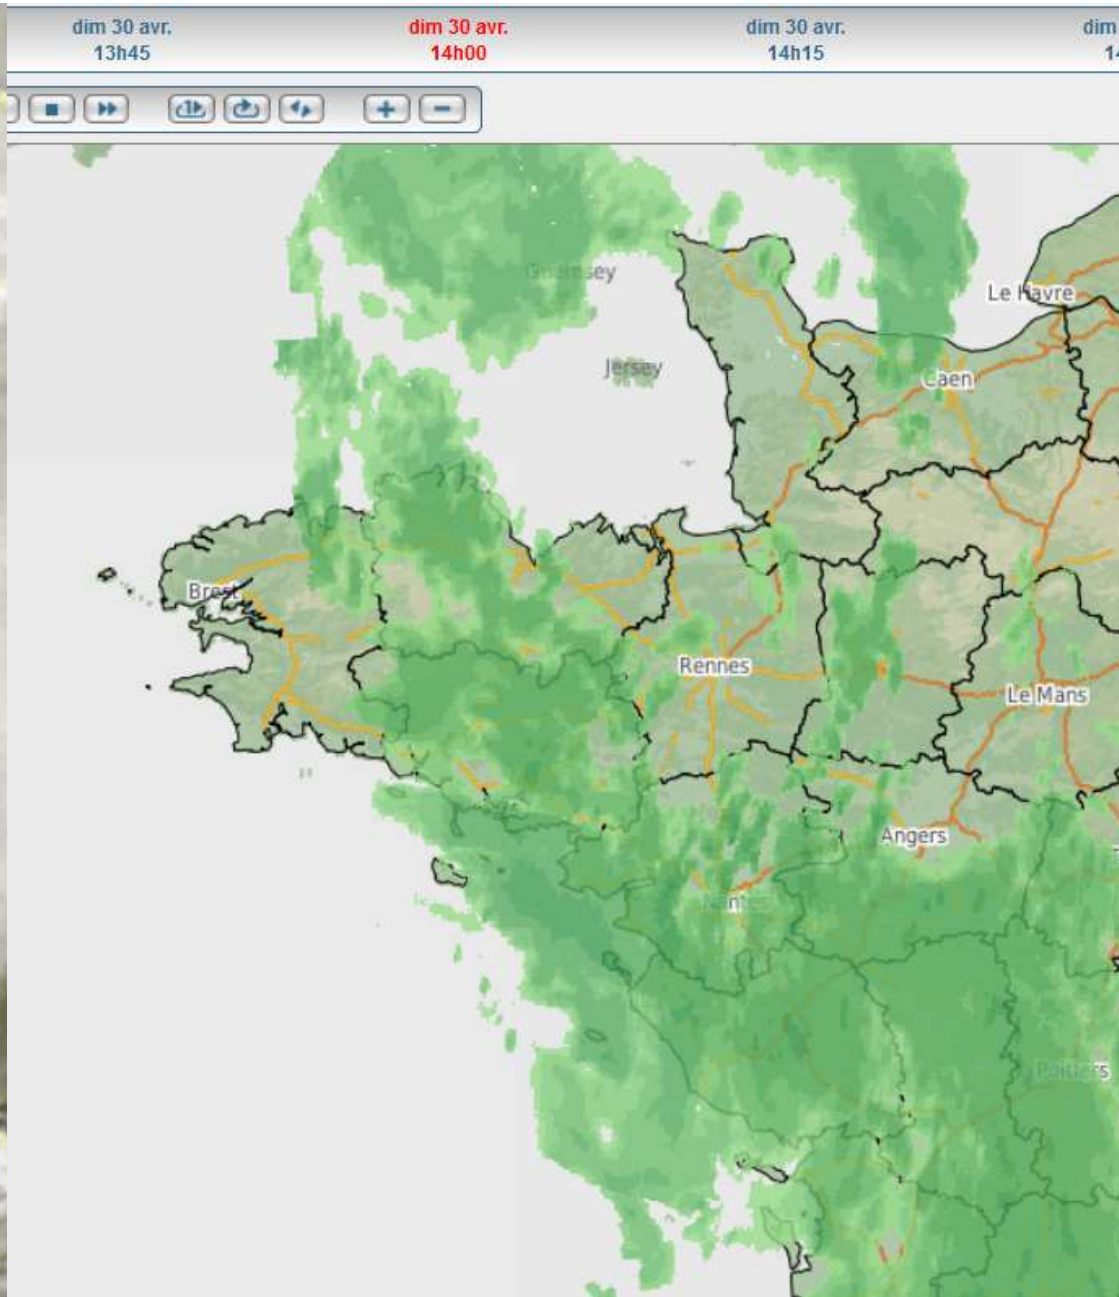 dim 30 avr.
13h45
dim 30 avr.
14h00
dim 30 avr.
14h15
dim
14
Guernsey
Le Havre
Jersey
Caen
Brest
Rennes
Le Mans
Angers
Nantes
Poitiers